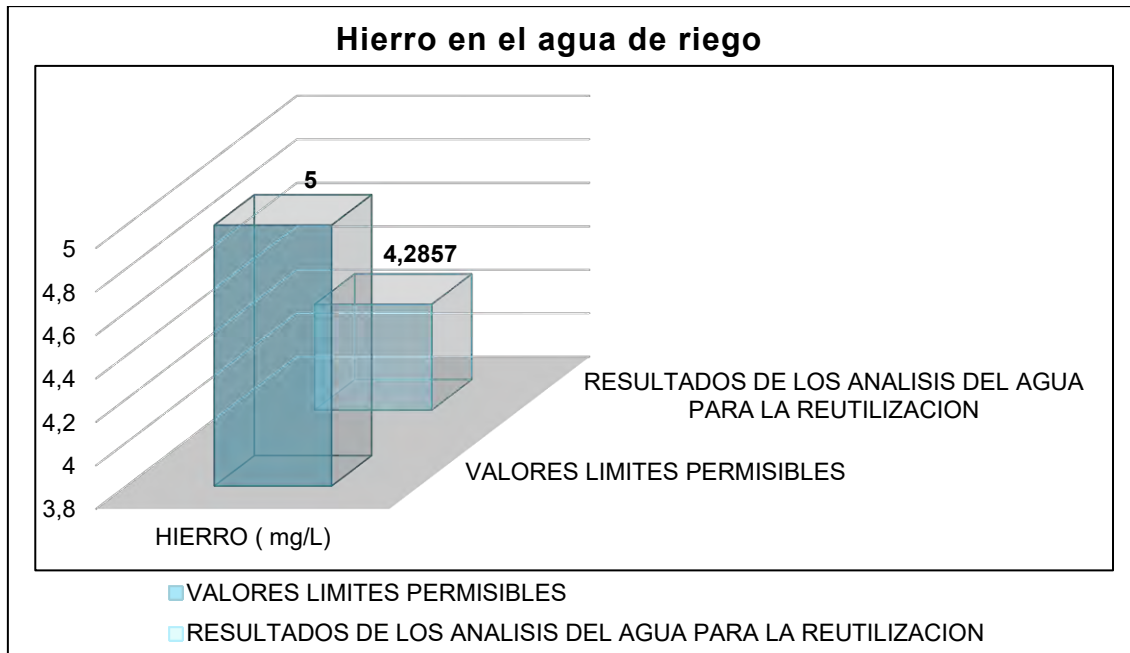 Hierro en el agua de riego
5
4,2857
5
4,8
4,6
4,4
4,2
4
3,8
RESULTADOS DE LOS ANALISIS DEL AGUA
PARA LA REUTILIZACION
VALORES LIMITES PERMISIBLES
HIERRO ( mg/L)
VALORES LIMITES PERMISIBLES
RESULTADOS DE LOS ANALISIS DEL AGUA PARA LA REUTILIZACION